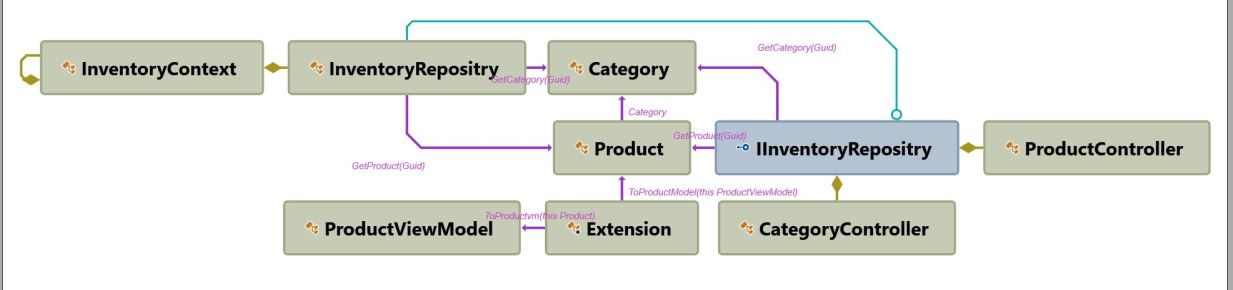 GetCategory(Guid)
InventoryContext
InventoryRepositry
GetCategory(Guid)
Category
Category
GetProduct(Guid)
Product
IInventoryRepositry
ProductController
GetProduct(Guid)
ToProductModel(this ProductViewModel)
ToProductvm(this Product)
ProductViewModel
Extension
CategoryController